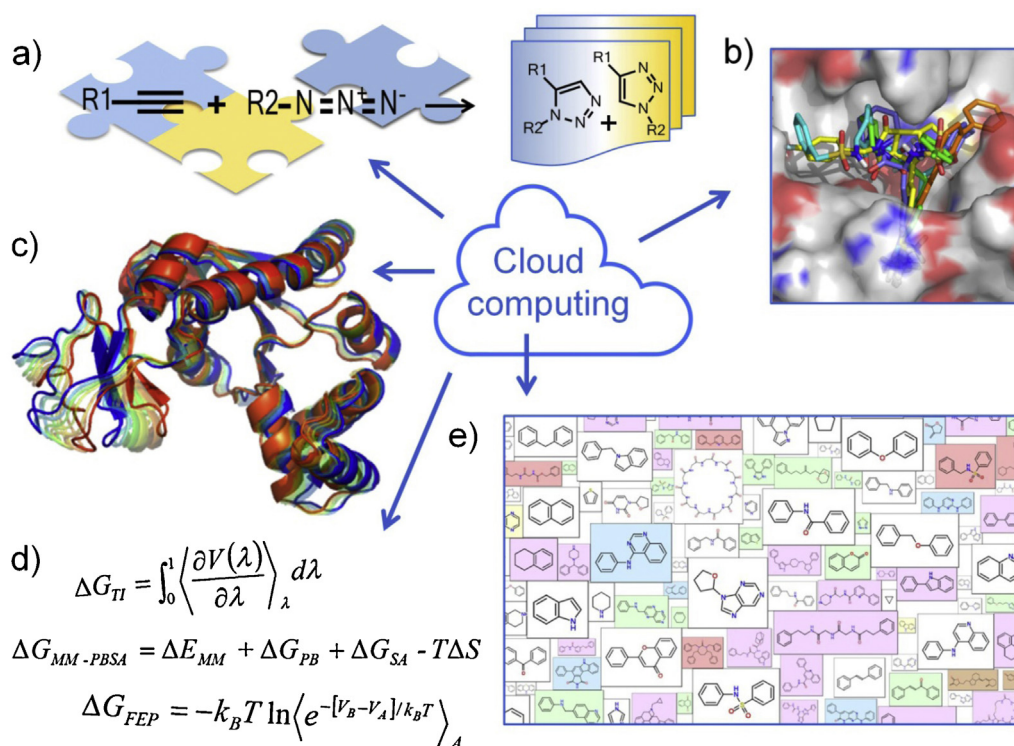 a)
R1 + R2-N=N⁺=N⁻
R1 R1
N N
N N
R2-N + N
R2
b)
c)
Cloud
computing
d)
ΔG_TI = ∫₀¹ ⟨∂V(λ)/∂λ⟩_λ dλ
ΔG_MM-PBSA = ΔE_MM + ΔG_PB + ΔG_SA - TΔS
ΔG_FEP = -k_B T ln⟨e^{-[V_B-V_A]/k_B T}⟩_A
e)